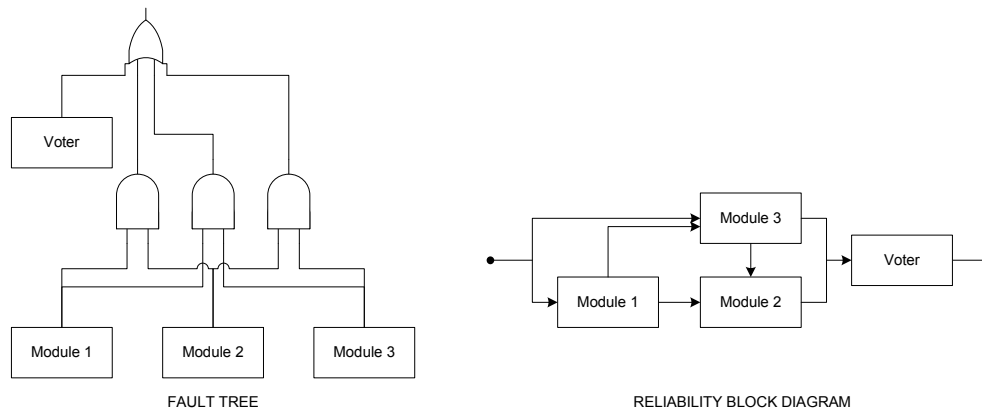 Voter
Module 1
Module 2
Module 3
FAULT TREE
Module 3
Module 1
Module 2
Voter
RELIABILITY BLOCK DIAGRAM